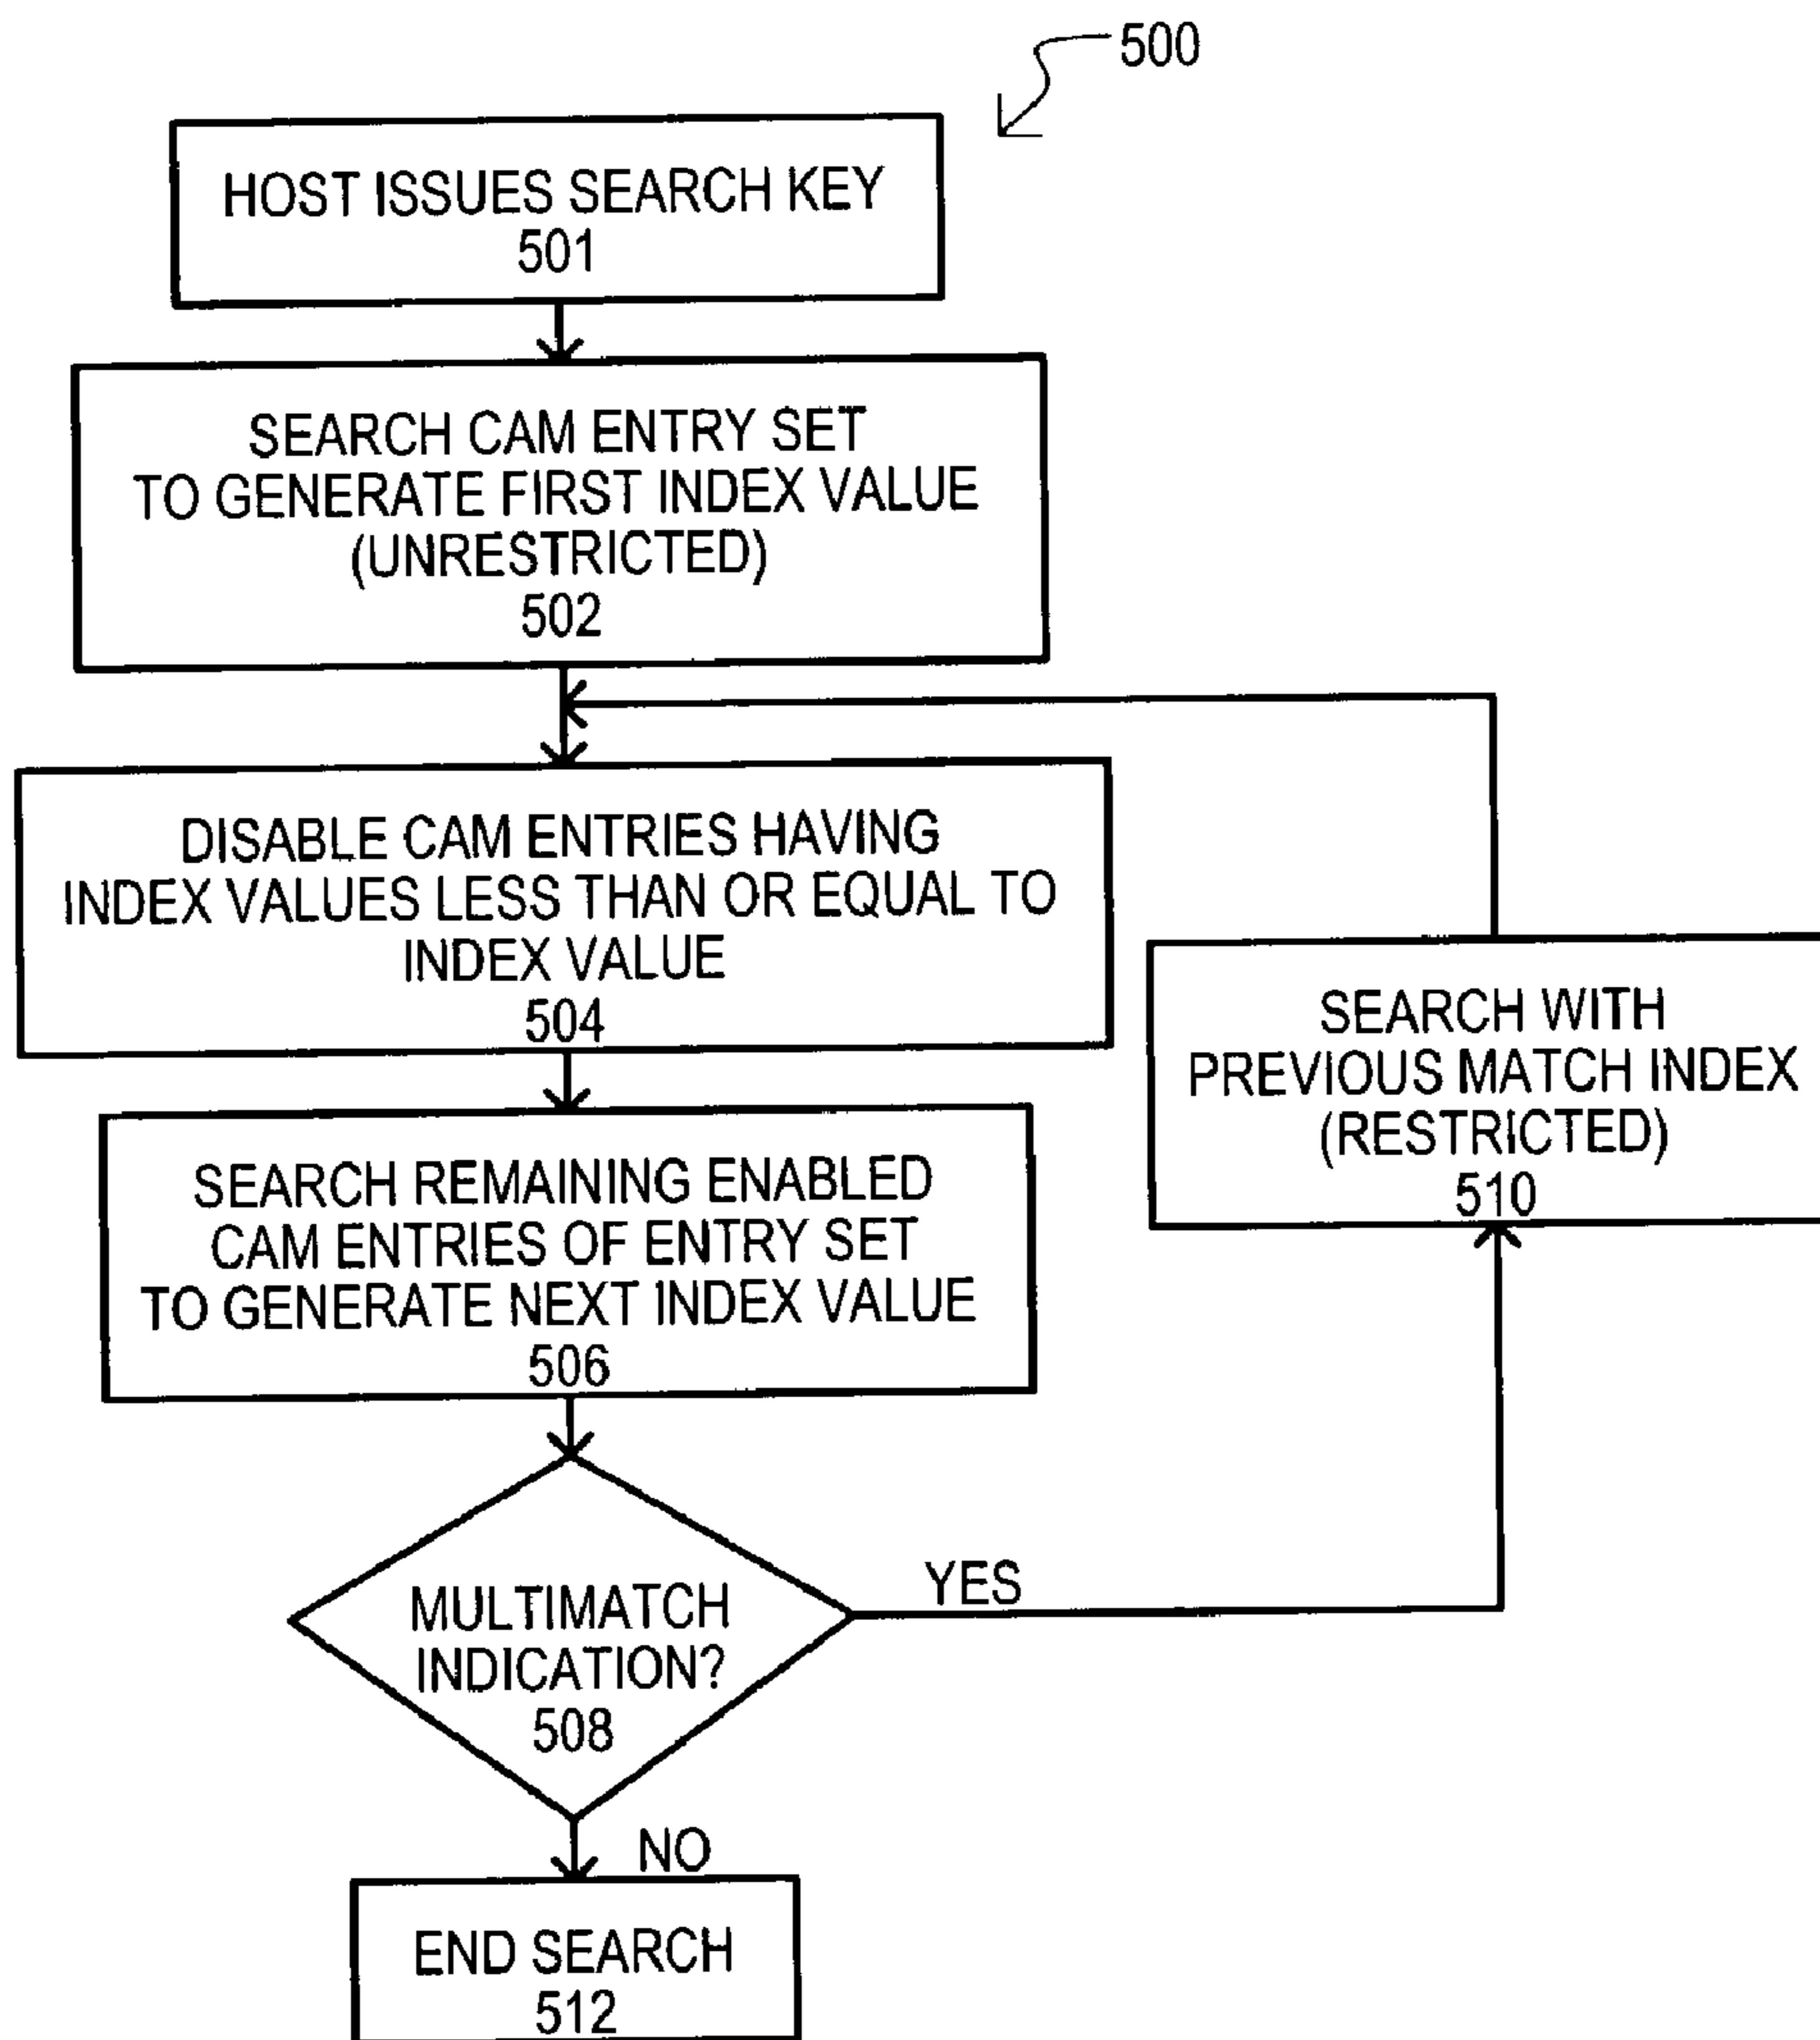 500
HOST ISSUES SEARCH KEY
501
SEARCH CAM ENTRY SET
TO GENERATE FIRST INDEX VALUE
(UNRESTRICTED)
502
DISABLE CAM ENTRIES HAVING
INDEX VALUES LESS THAN OR EQUAL TO
INDEX VALUE
504
SEARCH REMAINING ENABLED
CAM ENTRIES OF ENTRY SET
TO GENERATE NEXT INDEX VALUE
506
MULTIMATCH
INDICATION?
508
YES
SEARCH WITH
PREVIOUS MATCH INDEX
(RESTRICTED)
510
NO
END SEARCH
512